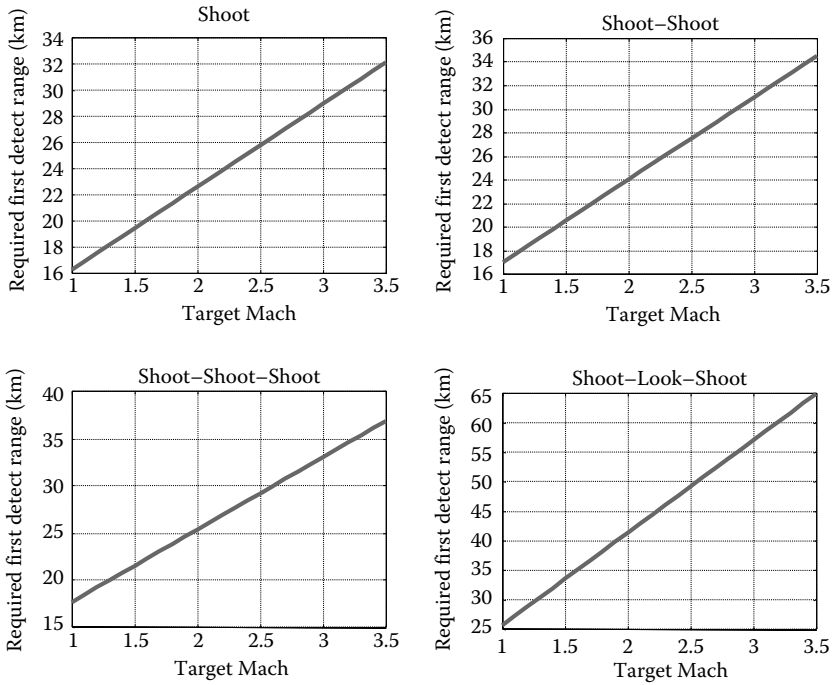 Shoot
Required first detect range (km)
34
32
30
28
26
24
22
20
18
16
1 1.5 2 2.5 3 3.5
Target Mach
Shoot–Shoot
Required first detect range (km)
36
34
32
30
28
26
24
22
20
18
16
1 1.5 2 2.5 3 3.5
Target Mach
Shoot–Shoot–Shoot
Required first detect range (km)
40
35
30
25
20
15
1 1.5 2 2.5 3 3.5
Target Mach
Shoot–Look–Shoot
Required first detect range (km)
65
60
55
50
45
40
35
30
25
1 1.5 2 2.5 3 3.5
Target Mach